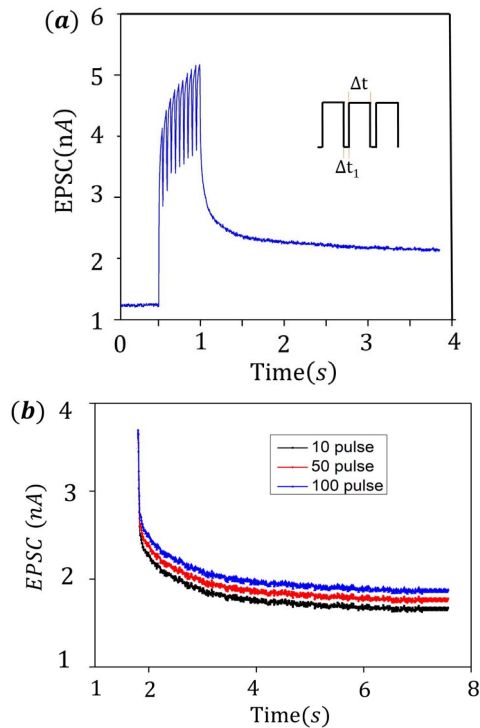 (a)
6
5
4
3
2
1
EPSC(nA)
Δt
Δt₁
0 1 2 3 4
Time(s)
(b)
4
3
2
1
EPSC (nA)
10 pulse
50 pulse
100 pulse
1 2 4 6 8
Time(s)